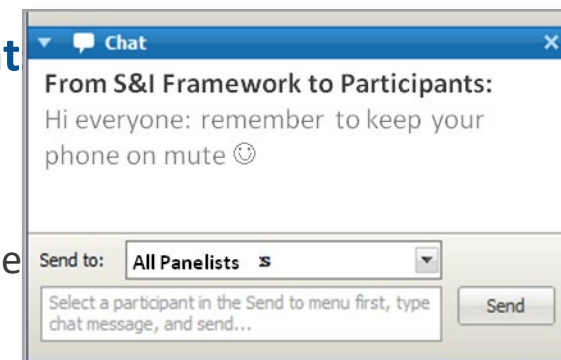 Chat
From S&I Framework to Participants:
Hi everyone: remember to keep your
phone on mute ☺
Send to: All Panelists s
Select a participant in the Send to menu first, type
chat message, and send...
Send